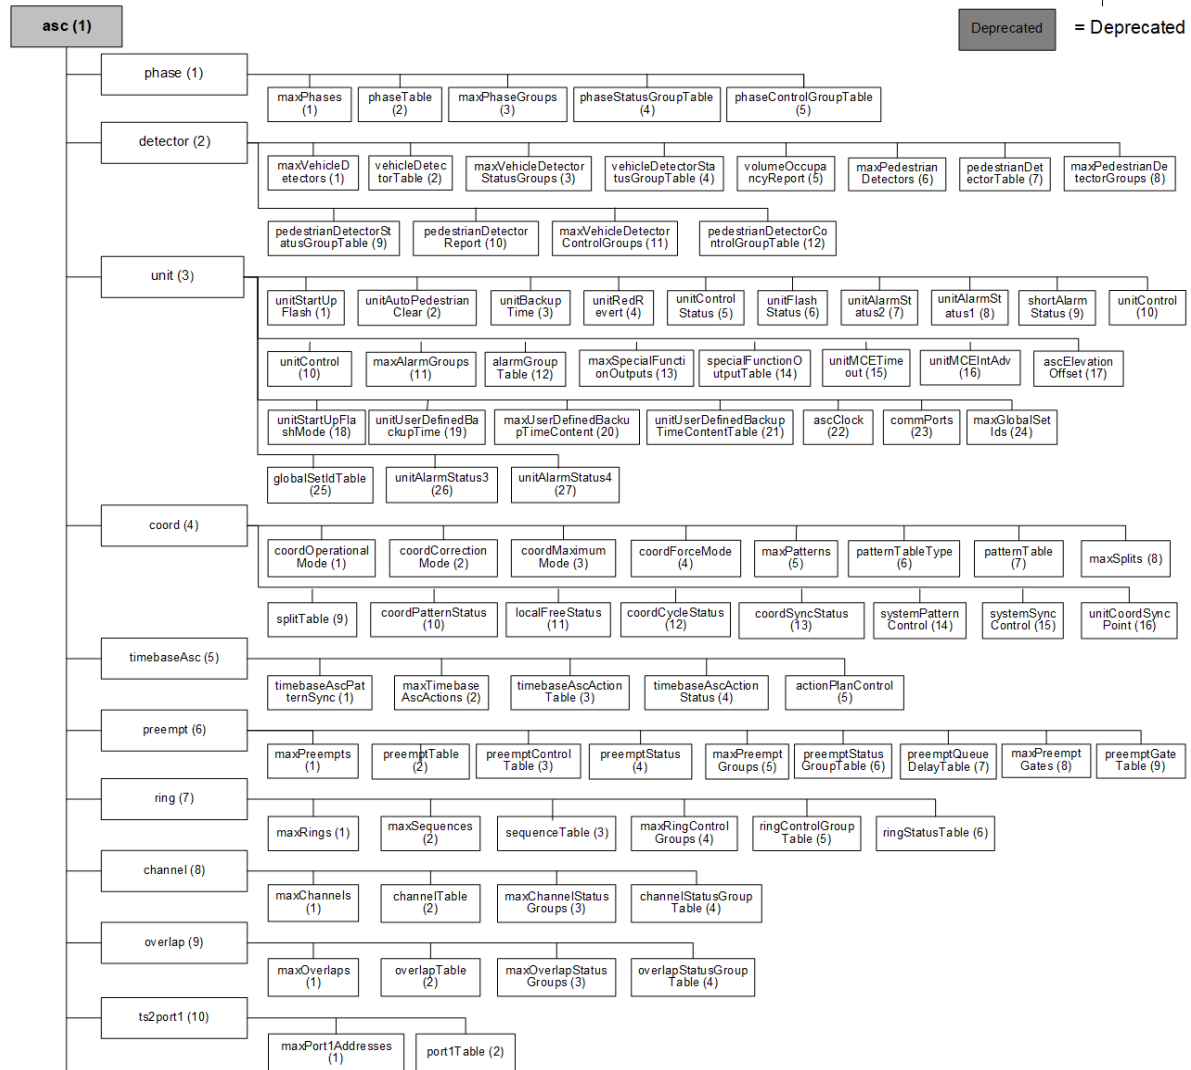 asc (1)
Deprecated
= Deprecated
phase (1)
maxPhases
(1)
phaseTable
(2)
maxPhaseGroups
(3)
phaseStatusGroupTable
(4)
phaseControlGroupTable
(5)
detector (2)
maxVehicleD
etectors (1)
vehicleDetec
torTable (2)
maxVehicleDetector
StatusGroups (3)
vehicleDetectorSta
tusGroupTable (4)
volumeOccupa
ncyReport (5)
maxPedestrian
Detectors (6)
pedestrianDet
ectorTable (7)
maxPedestrianDe
tectorGroups (8)
pedestrianDetectorSt
atusGroupTable (9)
pedestrianDetector
Report (10)
maxVehicleDetector
ControlGroups (11)
pedestrianDetectorCo
ntrolGroupTable (12)
unit (3)
unitStartUp
Flash (1)
unitAutoPedestrian
Clear (2)
unitBackup
Time (3)
unitRedR
evert (4)
unitControl
Status (5)
unitFlash
Status (6)
unitAlarmSt
atus2 (7)
unitAlarmSt
atus1 (8)
shortAlarm
Status (9)
unitControl
(10)
unitControl
(10)
maxAlarmGroups
(11)
alarmGroup
Table (12)
maxSpecialFuncti
onOutputs (13)
specialFunctionO
utputTable (14)
unitMCETime
out (15)
unitMCEIntAdv
(16)
ascElevation
Offset (17)
unitStartUpFla
shMode (18)
unitUserDefinedBa
ckupTime (19)
maxUserDefinedBacku
pTimeContent (20)
unitUserDefinedBackup
TimeContentTable (21)
ascClock
(22)
commPorts
(23)
maxGlobalSet
Ids (24)
globalSetIdTable
(25)
unitAlarmStatus3
(26)
unitAlarmStatus4
(27)
coord (4)
coordOperational
Mode (1)
coordCorrection
Mode (2)
coordMaximum
Mode (3)
coordForceMode
(4)
maxPatterns
(5)
patternTableType
(6)
patternTable
(7)
maxSplits (8)
splitTable (9)
coordPatternStatus
(10)
localFreeStatus
(11)
coordCycleStatus
(12)
coordSyncStatus
(13)
systemPattern
Control (14)
systemSync
Control (15)
unitCoordSync
Point (16)
timebaseAsc (5)
timebaseAscPat
ternSync (1)
maxTimebase
AscActions (2)
timebaseAscAction
Table (3)
timebaseAscAction
Status (4)
actionPlanControl
(5)
preempt (6)
maxPreempts
(1)
preemptTable
(2)
preemptControl
Table (3)
preemptStatus
(4)
maxPreempt
Groups (5)
preemptStatus
GroupTable (6)
preemptQueue
DelayTable (7)
maxPreempt
Gates (8)
preemptGate
Table (9)
ring (7)
maxRings (1)
maxSequences
(2)
sequenceTable (3)
maxRingControl
Groups (4)
ringControlGroup
Table (5)
ringStatusTable (6)
channel (8)
maxChannels
(1)
channelTable
(2)
maxChannelStatus
Groups (3)
channelStatusGroup
Table (4)
overlap (9)
maxOverlaps
(1)
overlapTable
(2)
maxOverlapStatus
Groups (3)
overlapStatusGroup
Table (4)
ts2port1 (10)
maxPort1Addresses
(1)
port1Table (2)